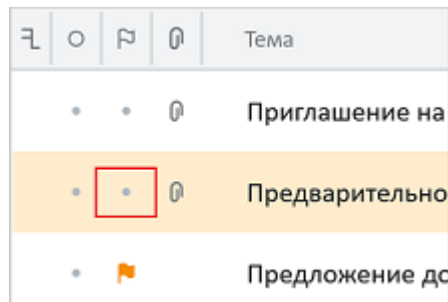 Тема
Приглашение на
Предварительно
Предложение до